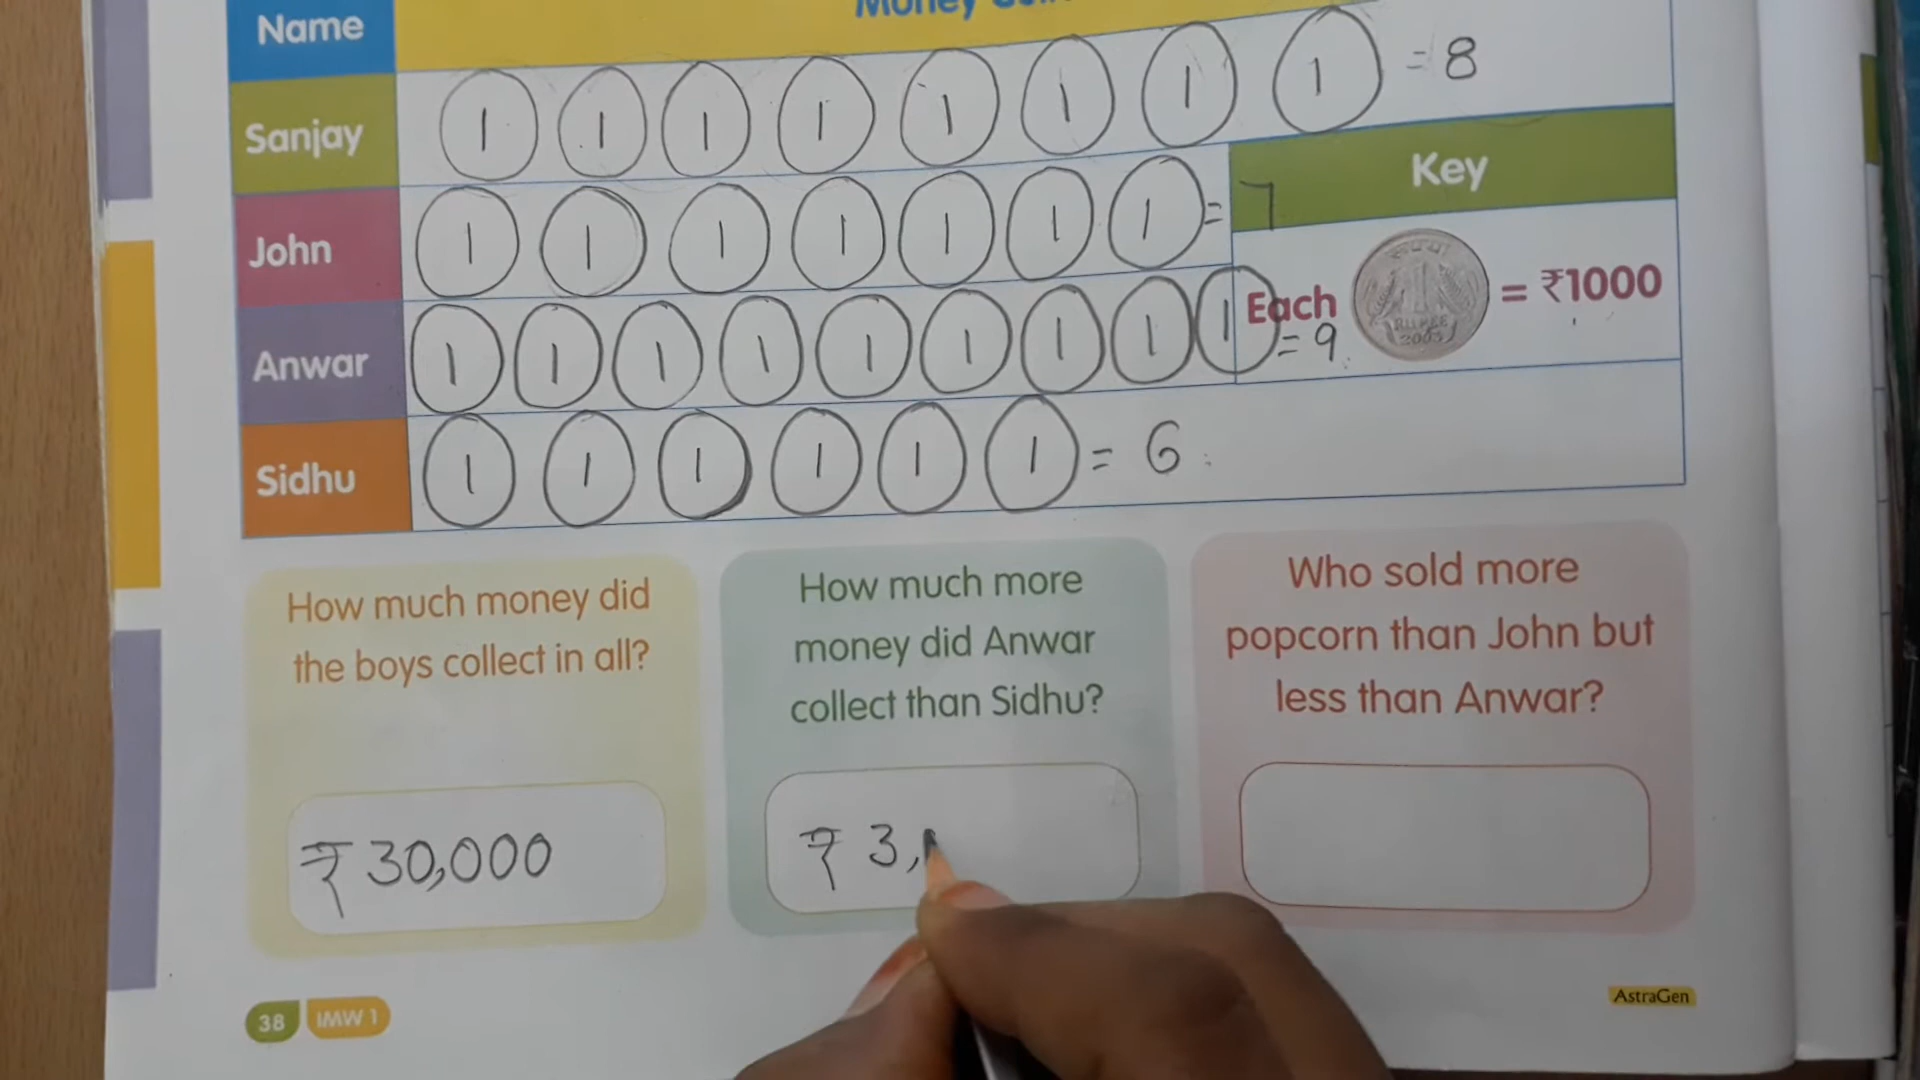 Name
Money
1 1 1 1 1 1 1 1 = 8
Sanjay
Key
1 1 1 1 1 1 1 = 7
John
Each = ₹1000
1
RUPEE
2003
1 1 1 1 1 1 1 1 1 = 9
Anwar
1 1 1 1 1 1 = 6
Sidhu
How much money did
the boys collect in all?
₹ 30,000
How much more
money did Anwar
collect than Sidhu?
₹ 3,
Who sold more
popcorn than John but
less than Anwar?
38 IMW 1
AstraGen